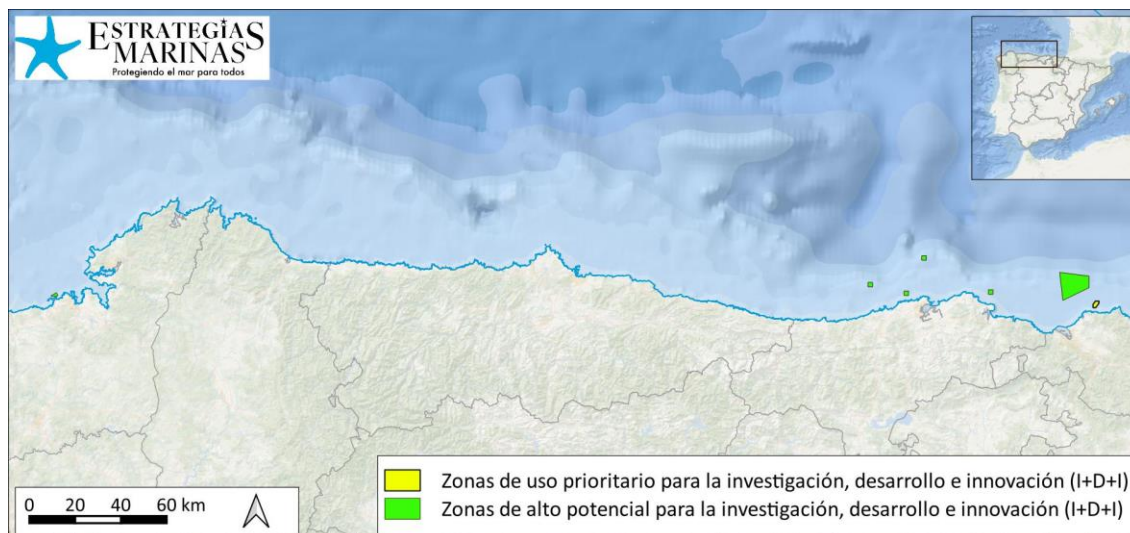 ESTRATEGIAS
MARINAS
Protegiendo el mar para todos
0 20 40 60 km
Zonas de uso prioritario para la investigación, desarrollo e innovación (I+D+I)
Zonas de alto potencial para la investigación, desarrollo e innovación (I+D+I)